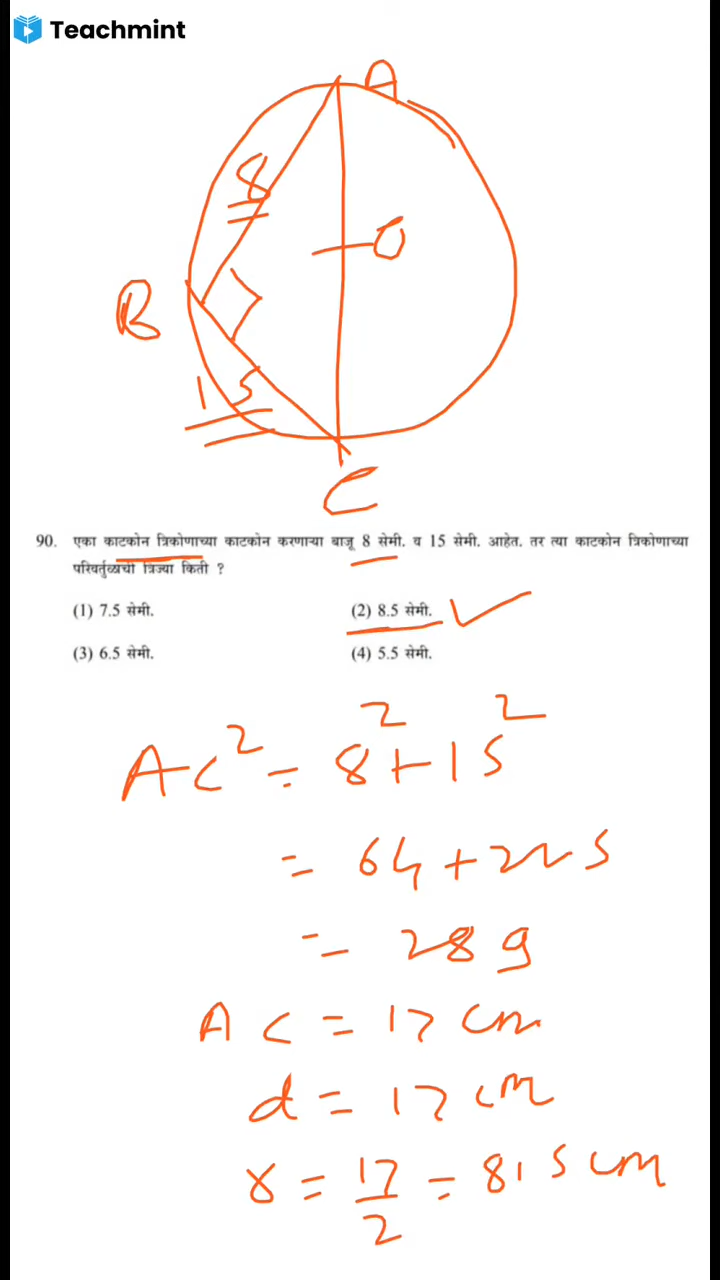 Teachmint
A
8
O
B
15
C
90. एका काटकोन त्रिकोणाच्या काटकोन करणाऱ्या बाजू 8 सेमी. व 15 सेमी. आहेत. तर त्या काटकोन त्रिकोणाच्या
परिवर्तुळाची त्रिज्या किती ?
(1) 7.5 सेमी. (2) 8.5 सेमी.
(3) 6.5 सेमी. (4) 5.5 सेमी.
AC² = 8² + 15²
= 64 + 225
= 289
AC = 17 cm
d = 17 cm
r = 17/2 = 8.5 cm